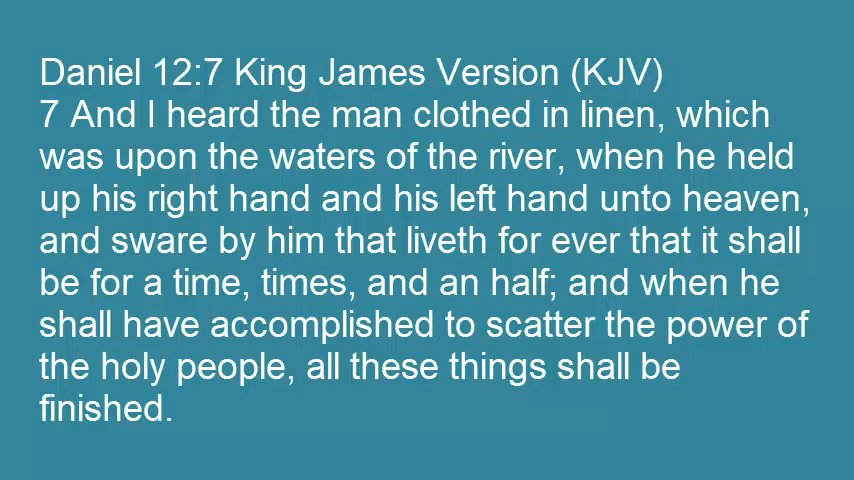 Daniel 12:7 King James Version (KJV)
7 And I heard the man clothed in linen, which
was upon the waters of the river, when he held
up his right hand and his left hand unto heaven,
and sware by him that liveth for ever that it shall
be for a time, times, and an half; and when he
shall have accomplished to scatter the power of
the holy people, all these things shall be
finished.